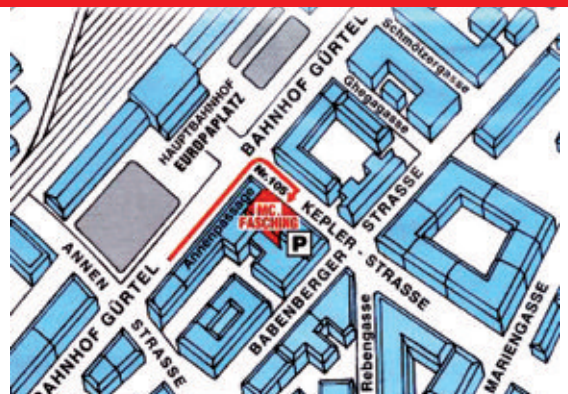 Schmölzergasse
BAHNHOF GÜRTEL
Ghegagasse
HAUPTBAHNHOF
EUROPAPLATZ
Nr. 105
STRASSE
Annenpassage
MC.
FASCHING
P
KEPLER - STRASSE
ANNEN
STRASSE
BAHNHOF GÜRTEL
BABENBERGER
Rebengasse
MARIENGASSE